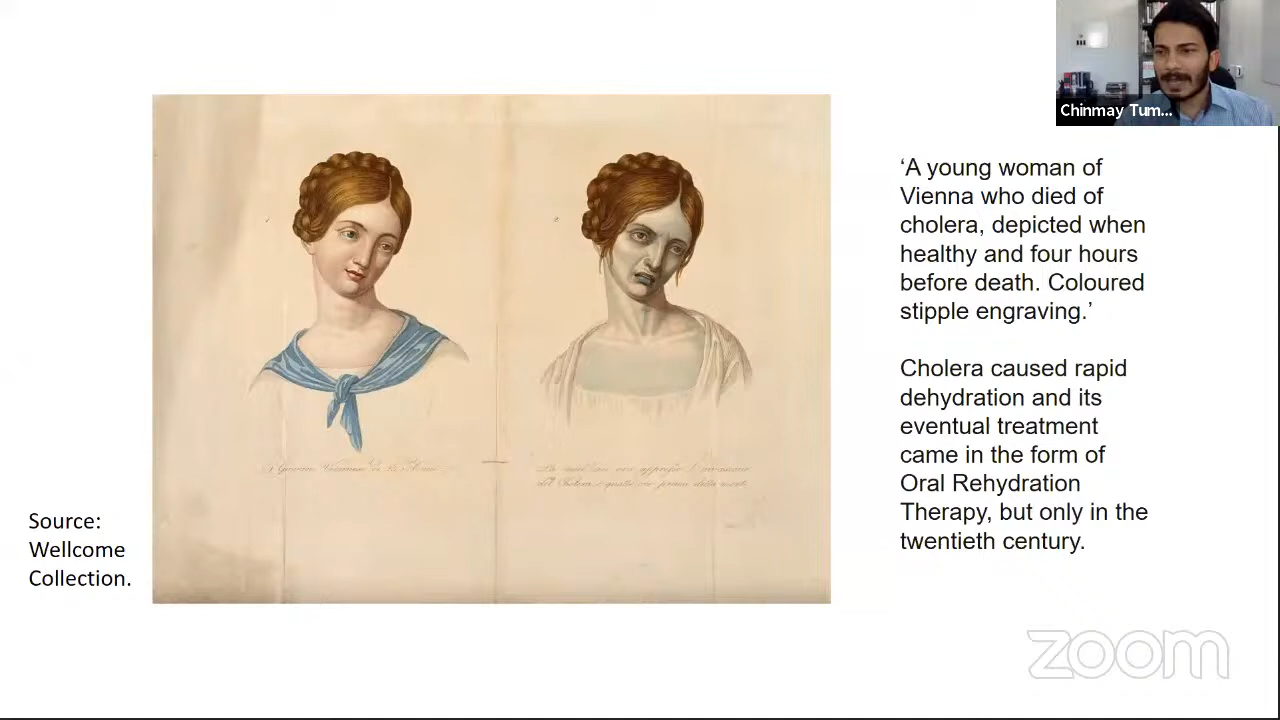 Chinmay Tum...
‘A young woman of
Vienna who died of
cholera, depicted when
healthy and four hours
before death. Coloured
stipple engraving.’
Cholera caused rapid
dehydration and its
eventual treatment
came in the form of
Oral Rehydration
Therapy, but only in the
twentieth century.
Source:
Wellcome
Collection.
zoom